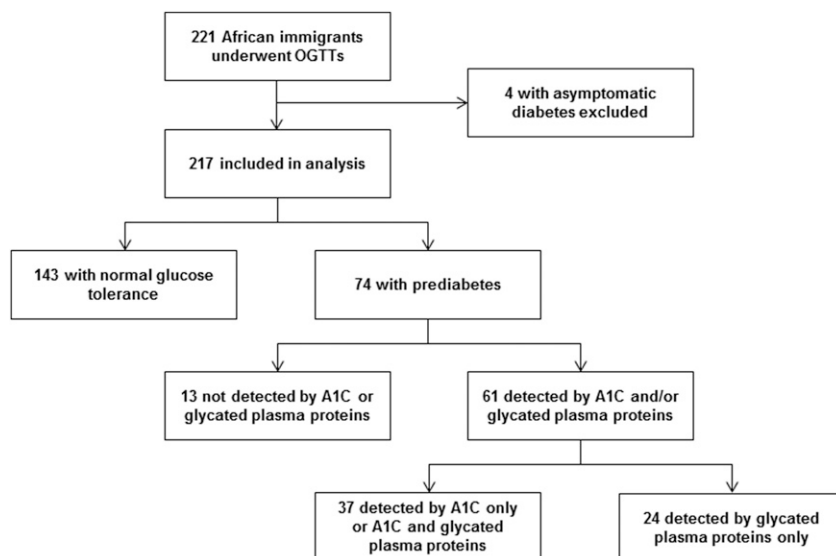 221 African immigrants
underwent OGTTs
4 with asymptomatic
diabetes excluded
217 included in analysis
143 with normal glucose
tolerance
74 with prediabetes
13 not detected by A1C or
glycated plasma proteins
61 detected by A1C and/or
glycated plasma proteins
37 detected by A1C only
or A1C and glycated
plasma proteins
24 detected by glycated
plasma proteins only